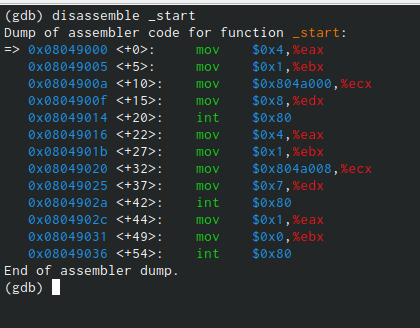 (gdb) disassemble _start
Dump of assembler code for function _start:
=> 0x08049000 <+0>:     mov    $0x4,%eax
   0x08049005 <+5>:     mov    $0x1,%ebx
   0x0804900a <+10>:    mov    $0x804a000,%ecx
   0x0804900f <+15>:    mov    $0x8,%edx
   0x08049014 <+20>:    int    $0x80
   0x08049016 <+22>:    mov    $0x4,%eax
   0x0804901b <+27>:    mov    $0x1,%ebx
   0x08049020 <+32>:    mov    $0x804a008,%ecx
   0x08049025 <+37>:    mov    $0x7,%edx
   0x0804902a <+42>:    int    $0x80
   0x0804902c <+44>:    mov    $0x1,%eax
   0x08049031 <+49>:    mov    $0x0,%ebx
   0x08049036 <+54>:    int    $0x80
End of assembler dump.
(gdb)